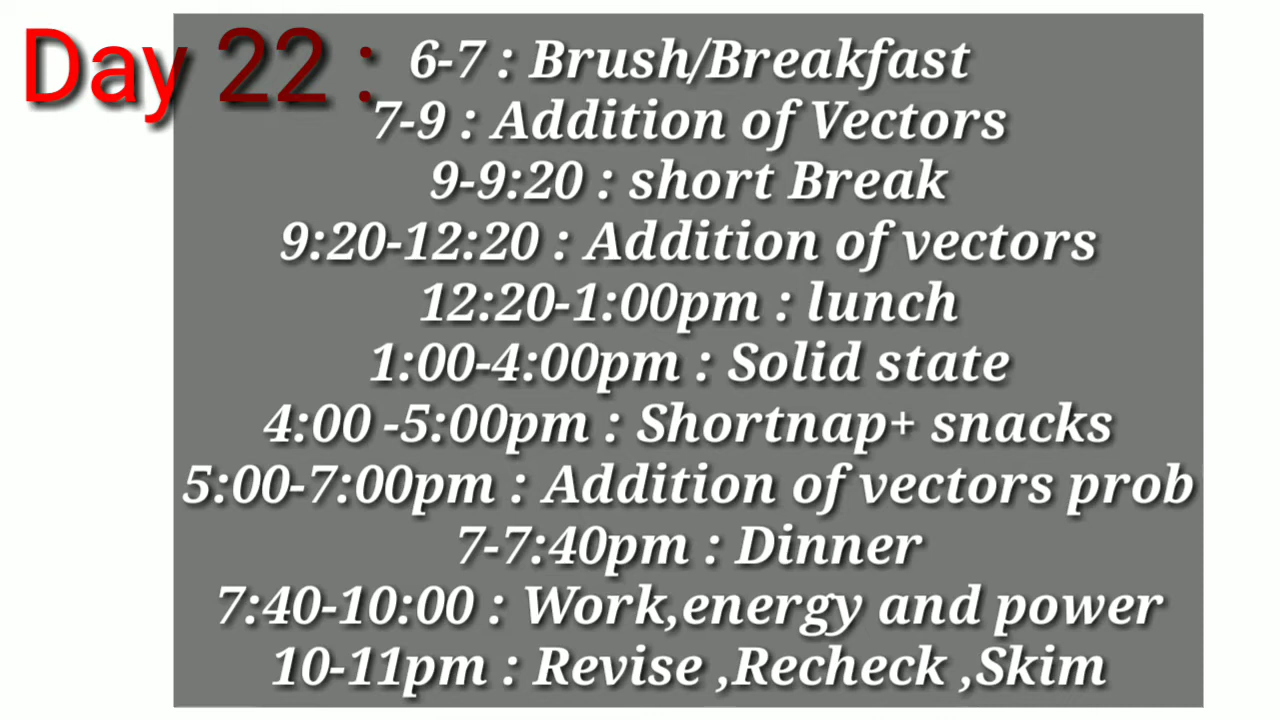 Day 22 :
6-7 : Brush/Breakfast
7-9 : Addition of Vectors
9-9:20 : short Break
9:20-12:20 : Addition of vectors
12:20-1:00pm : lunch
1:00-4:00pm : Solid state
4:00 -5:00pm : Shortnap+ snacks
5:00-7:00pm : Addition of vectors prob
7-7:40pm : Dinner
7:40-10:00 : Work,energy and power
10-11pm : Revise ,Recheck ,Skim